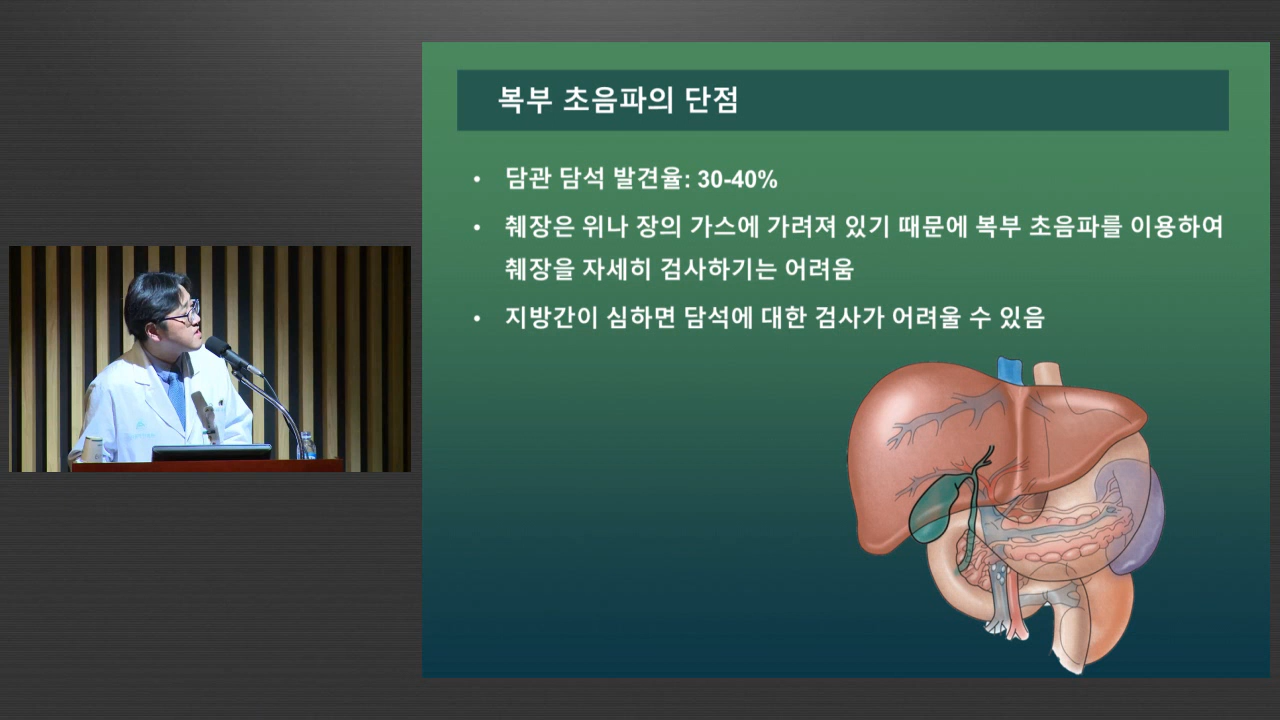 복부 초음파의 단점
• 담관 담석 발견율: 30-40%
• 췌장은 위나 장의 가스에 가려져 있기 때문에 복부 초음파를 이용하여
췌장을 자세히 검사하기는 어려움
• 지방간이 심하면 담석에 대한 검사가 어려울 수 있음